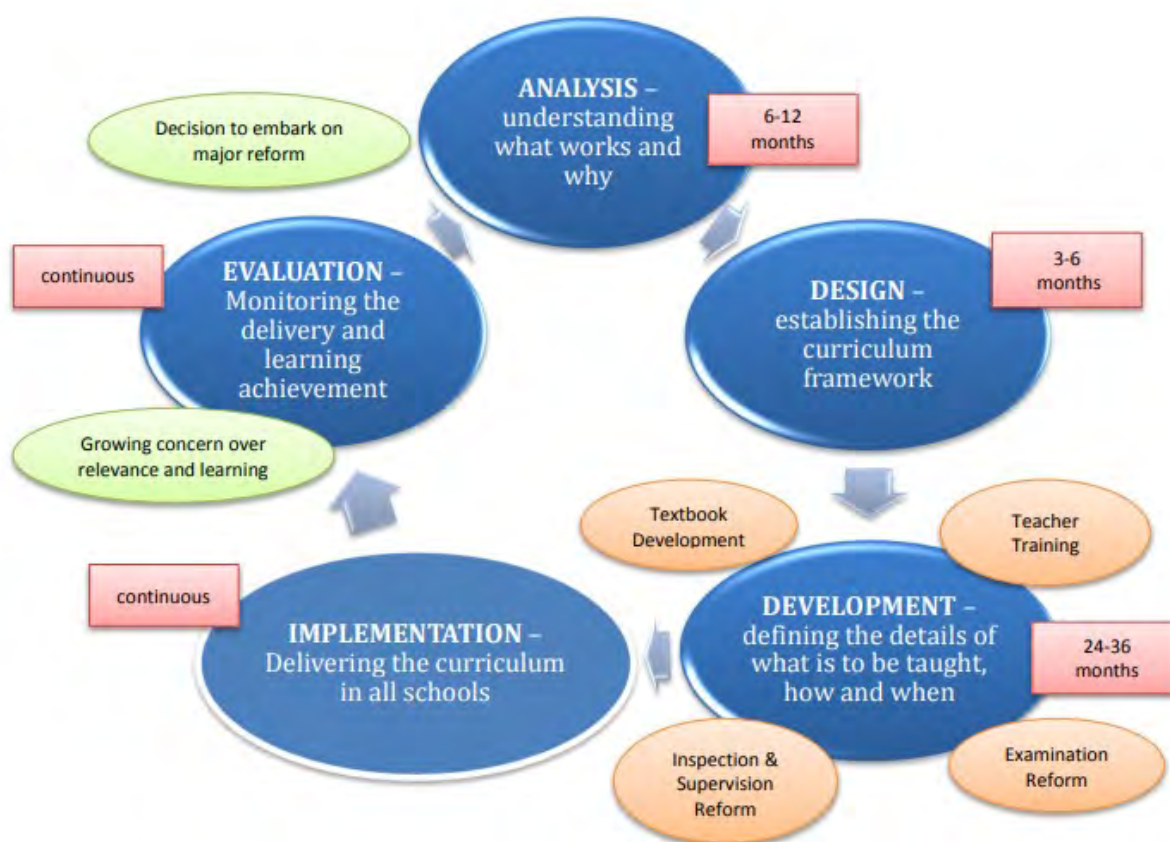 ANALYSIS –
understanding
what works and
why
6-12
months
Decision to embark on
major reform
EVALUATION –
Monitoring the
delivery and
learning
achievement
continuous
DESIGN –
establishing the
curriculum
framework
3-6
months
Growing concern over
relevance and learning
Textbook
Development
Teacher
Training
DEVELOPMENT –
defining the details of
what is to be taught,
how and when
24-36
months
continuous
IMPLEMENTATION –
Delivering the curriculum
in all schools
Inspection &
Supervision
Reform
Examination
Reform